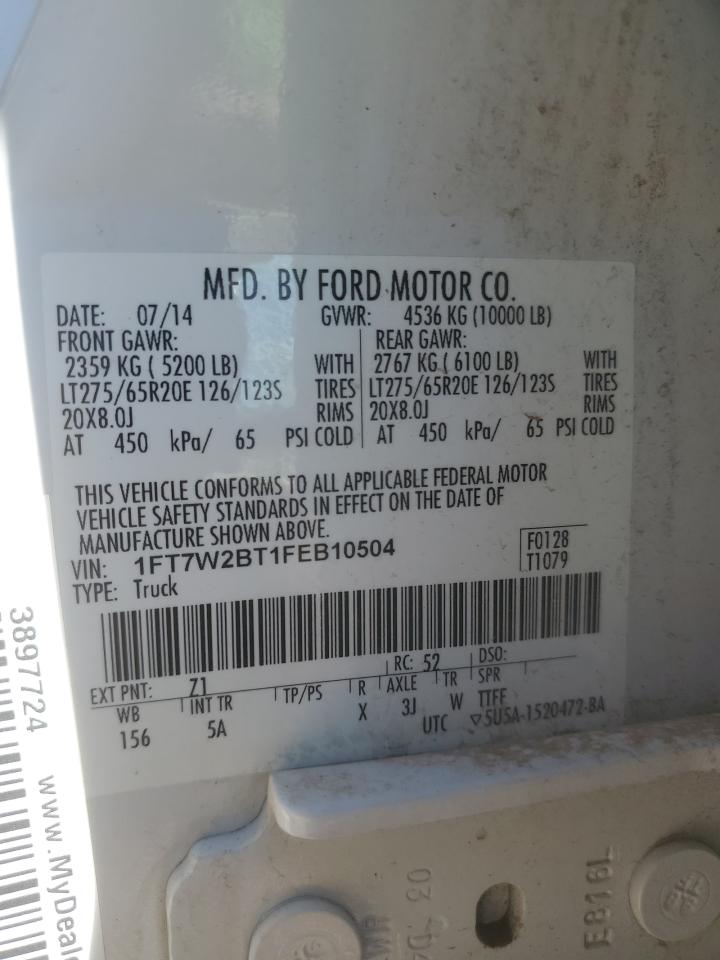 MFD. BY FORD MOTOR CO.
DATE: 07/14 GVWR: 4536 KG (10000 LB)
FRONT GAWR: REAR GAWR:
2359 KG ( 5200 LB) WITH 2767 KG ( 6100 LB) WITH
LT275/65R20E 126/123S TIRES LT275/65R20E 126/123S TIRES
20X8.0J RIMS 20X8.0J RIMS
AT 450 kPa/ 65 PSI COLD AT 450 kPa/ 65 PSI COLD
THIS VEHICLE CONFORMS TO ALL APPLICABLE FEDERAL MOTOR
VEHICLE SAFETY STANDARDS IN EFFECT ON THE DATE OF
MANUFACTURE SHOWN ABOVE.
VIN: 1FT7W2BT1FEB10504 F0128
TYPE: Truck T1079
EXT PNT: Z1 RC: 52 DSO:
WB INT TR TP/PS R AXLE TR SPR
156 5A X 3J W TTFF
UTC ▽5U5A-1520472-BA
3897724 www.MyDeal
03
E816L